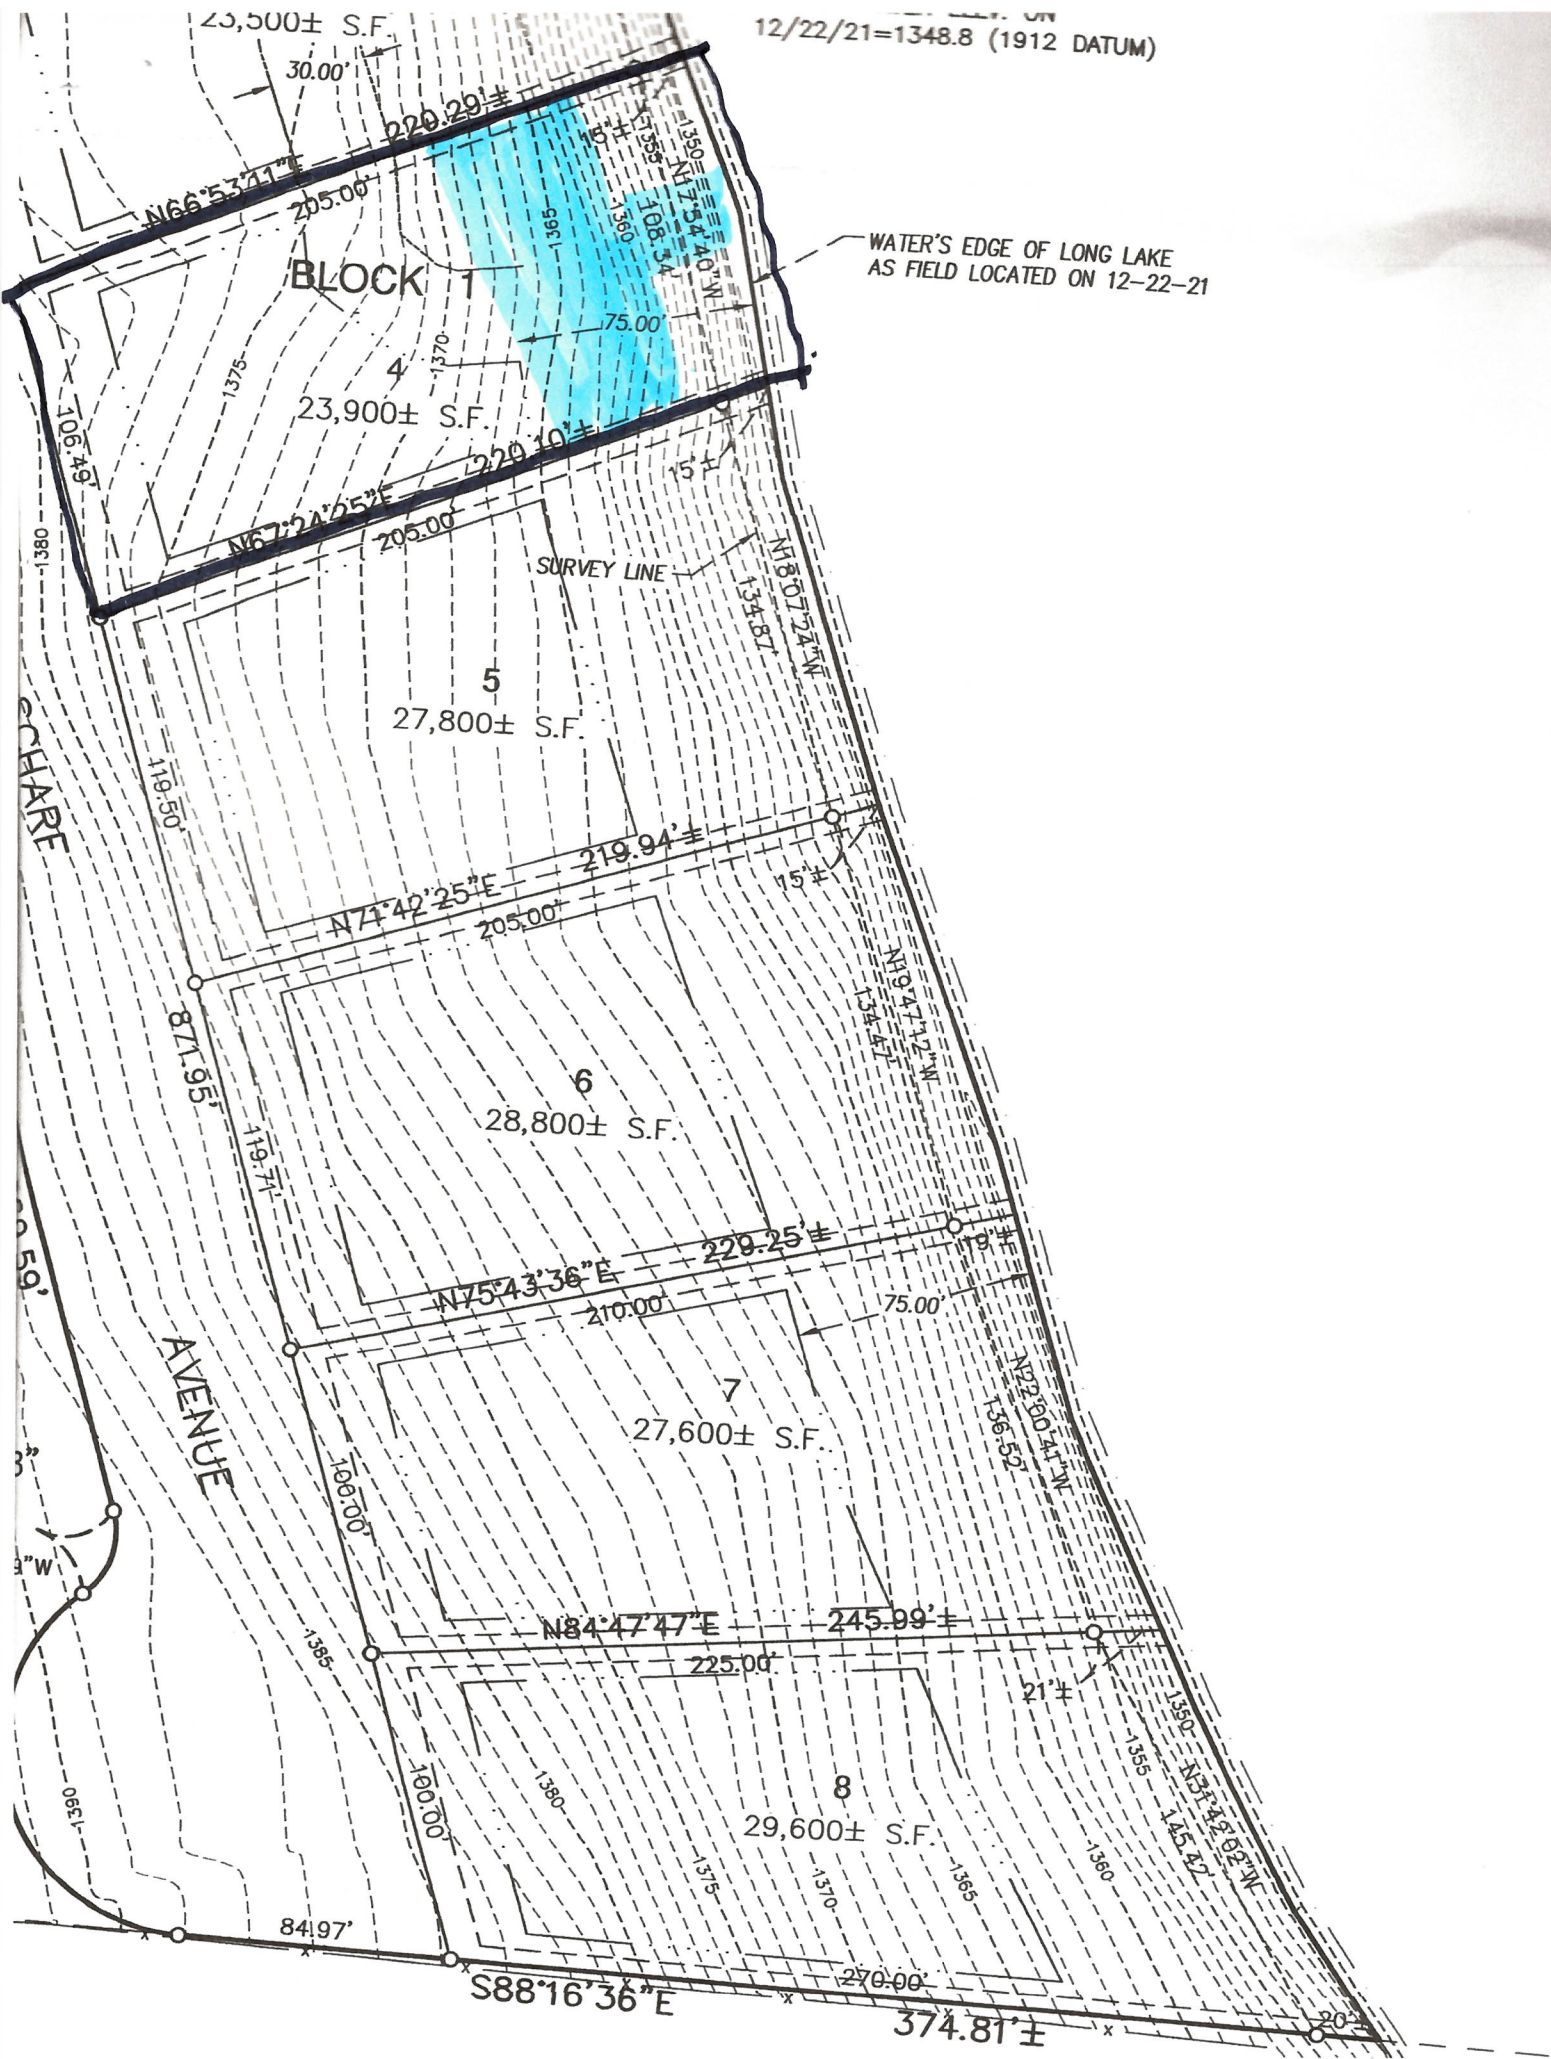 23,500± S.F.
12/22/21=1348.8 (1912 DATUM)
30.00'
220.29'±
N66°53'11"E
205.00'
15'±
1355
1350
N17°54'40"W
108.54'
1360
1365
WATER'S EDGE OF LONG LAKE
AS FIELD LOCATED ON 12-22-21
BLOCK 1
75.00'
1370
1375
4
23,900± S.F.
106.49'
220.10'±
N67°24'25"E
205.00'
15'±
1380
SURVEY LINE
N18°07'24"W
134.87'
5
27,800± S.F.
SCHARF
119.50'
219.94'±
N71°42'25"E
205.00'
15'±
N19°47'12"W
134.47'
871.95'
6
28,800± S.F.
119.71'
229.25'±
N75°43'36"E
210.00'
19'±
75.00'
AVENUE
7
27,600± S.F.
N22°00'41"W
136.52'
100.00'
9"W
N84°47'47"E
245.99'±
225.00'
21'±
1385
1350
1355
N31°42'02"W
145.42'
8
29,600± S.F.
100.00'
1380
1375
1370
1365
1360
1390
84.97'
S88°16'36"E
270.00'
374.81'±
20'±